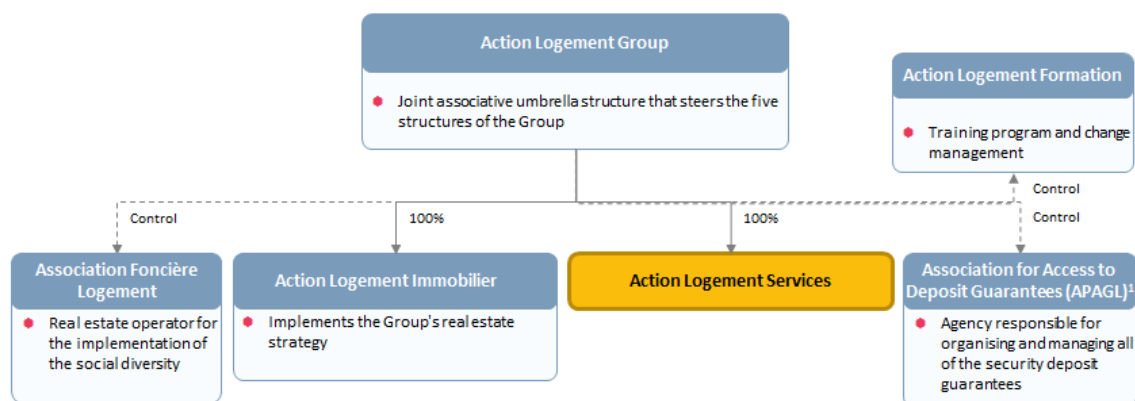 Action Logement Group
Joint associative umbrella structure that steers the five
structures of the Group
Action Logement Formation
Training program and change
management
Control
100%
100%
Control
Control
Association Foncière
Logement
Real estate operator for
the implementation of
the social diversity
Action Logement Immobilier
Implements the Group's real estate
strategy
Action Logement Services
Association for Access to
Deposit Guarantees (APAGL)¹
Agency responsible for
organising and managing all
of the security deposit
guarantees